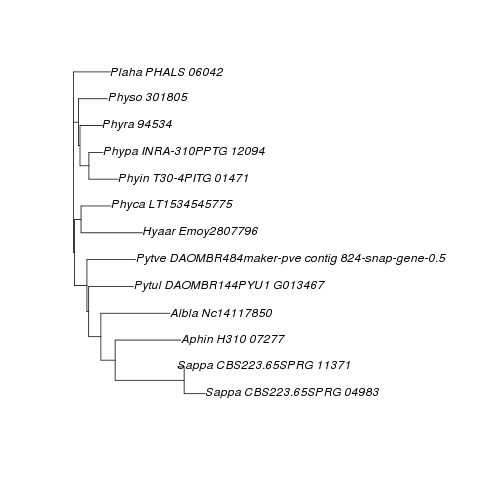 Plaha PHALS 06042
Physo 301805
Phyra 94534
Phypa INRA-310PPTG 12094
Phyin T30-4PITG 01471
Phyca LT1534545775
Hyaar Emoy2807796
Pytve DAOMBR484maker-pve contig 824-snap-gene-0.5
Pytul DAOMBR144PYU1 G013467
Albla Nc14117850
Aphin H310 07277
Sappa CBS223.65SPRG 11371
Sappa CBS223.65SPRG 04983